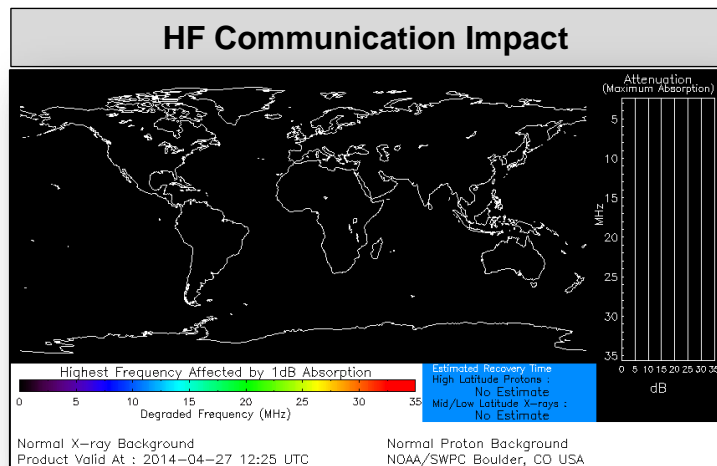 HF Communication Impact
Attenuation
(Maximum Absorption)
5
10
15
20
25
30
35
MHz
0 5 10 15 20 25 30 35
dB
Highest Frequency Affected by 1dB Absorption
0 5 10 15 20 25 30 35
Degraded Frequency (MHz)
Estimated Recovery Time
High Latitude Protons :
No Estimate
Mid/Low Latitude X-rays :
No Estimate
Normal X-ray Background
Normal Proton Background
Product Valid At : 2014-04-27 12:25 UTC
NOAA/SWPC Boulder, CO USA